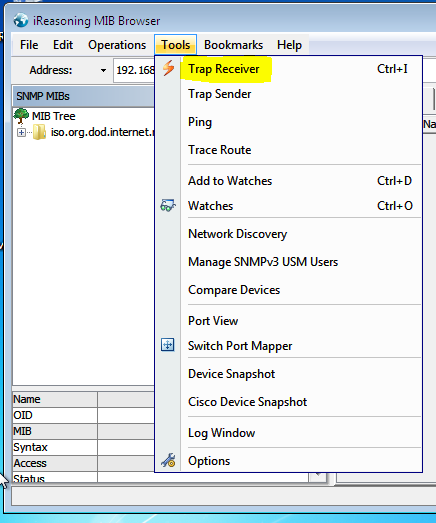 iReasoning MIB Browser
File Edit Operations Tools Bookmarks Help
Address: 192.168
SNMP MIBs
MIB Tree
iso.org.dod.internet.
Trap Receiver Ctrl+I
Trap Sender
Ping
Trace Route
Add to Watches Ctrl+D
Watches Ctrl+O
Network Discovery
Manage SNMPv3 USM Users
Compare Devices
Port View
Switch Port Mapper
Device Snapshot
Cisco Device Snapshot
Log Window
Options
Name
OID
MIB
Syntax
Access
Status